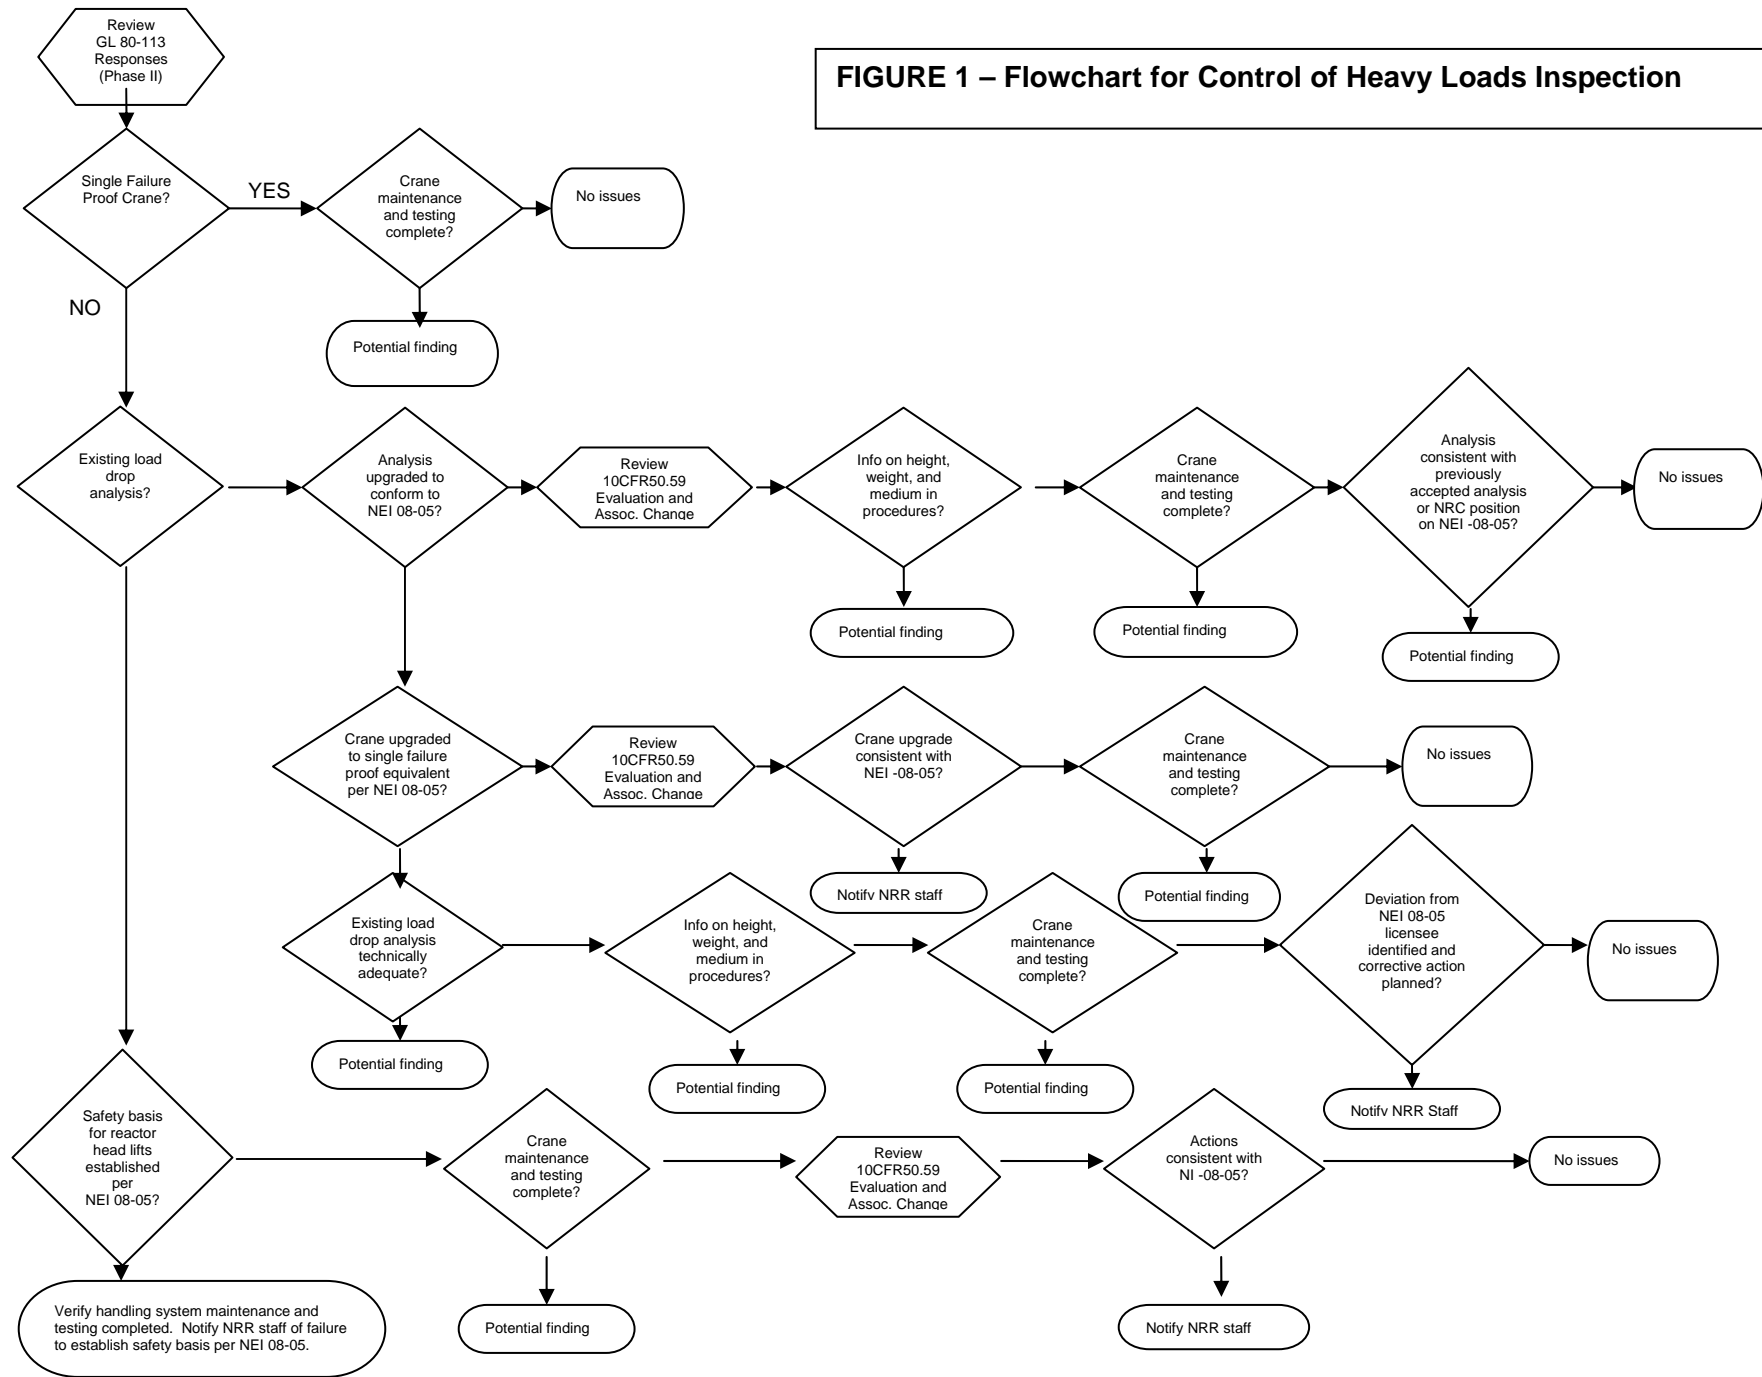 Review
GL 80-113
Responses
(Phase II)
FIGURE 1 – Flowchart for Control of Heavy Loads Inspection
Single Failure
Proof Crane?
YES
Crane
maintenance
and testing
complete?
No issues
NO
Potential finding
Existing load
drop
analysis?
Analysis
upgraded to
conform to
NEI 08-05?
Review
10CFR50.59
Evaluation and
Assoc. Change
Info on height,
weight, and
medium in
procedures?
Crane
maintenance
and testing
complete?
Analysis
consistent with
previously
accepted analysis
or NRC position
on NEI -08-05?
No issues
Potential finding
Potential finding
Potential finding
Crane upgraded
to single failure
proof equivalent
per NEI 08-05?
Review
10CFR50.59
Evaluation and
Assoc. Change
Crane upgrade
consistent with
NEI -08-05?
Crane
maintenance
and testing
complete?
No issues
Notify NRR staff
Potential finding
Existing load
drop analysis
technically
adequate?
Info on height,
weight, and
medium in
procedures?
Crane
maintenance
and testing
complete?
Deviation from
NEI 08-05
licensee
identified and
corrective action
planned?
No issues
Potential finding
Potential finding
Potential finding
Notify NRR Staff
Safety basis
for reactor
head lifts
established
per
NEI 08-05?
Crane
maintenance
and testing
complete?
Review
10CFR50.59
Evaluation and
Assoc. Change
Actions
consistent with
NI -08-05?
No issues
Verify handling system maintenance and
testing completed.  Notify NRR staff of failure
to establish safety basis per NEI 08-05.
Potential finding
Notify NRR staff